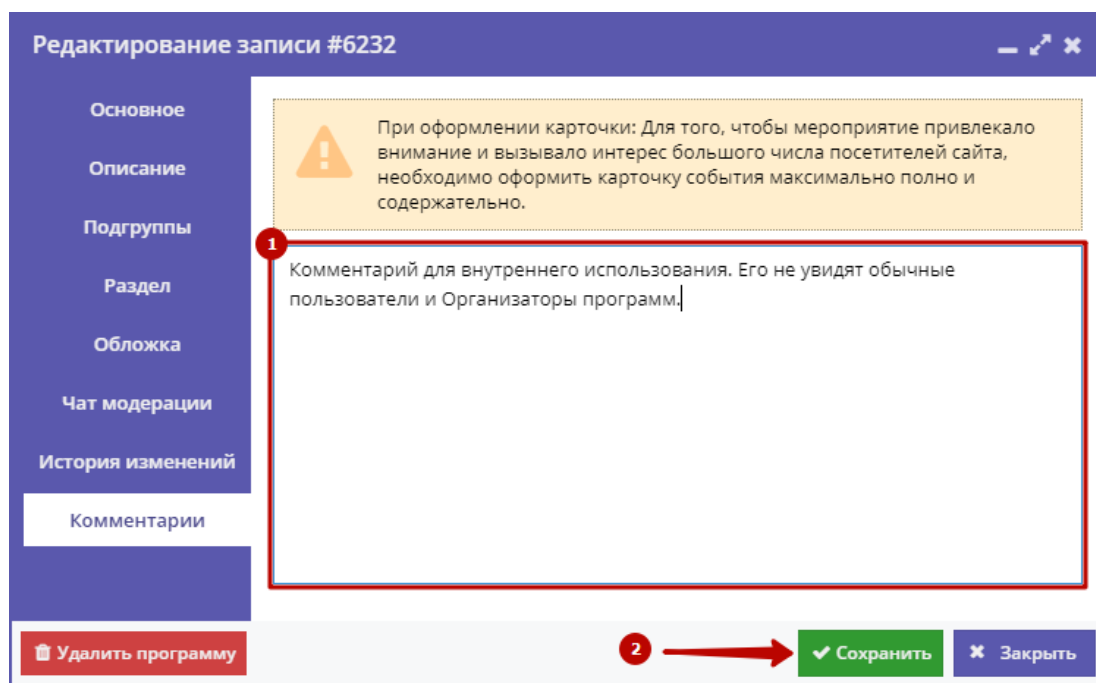 Редактирование записи #6232
Основное
Описание
Подгруппы
Раздел
Обложка
Чат модерации
История изменений
Комментарии
При оформлении карточки: Для того, чтобы мероприятие привлекало
внимание и вызывало интерес большого числа посетителей сайта,
необходимо оформить карточку события максимально полно и
содержательно.
1
Комментарий для внутреннего использования. Его не увидят обычные
пользователи и Организаторы программ.
Удалить программу
2
Сохранить
Закрыть